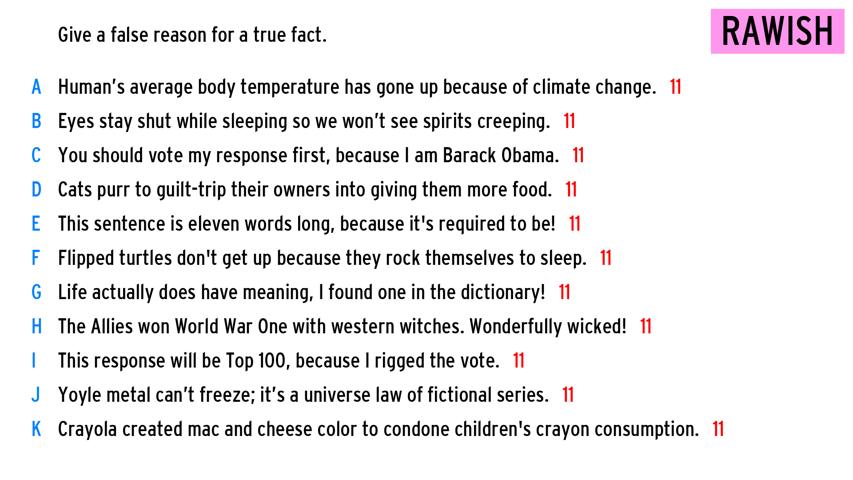 Give a false reason for a true fact.
RAWISH
A Human’s average body temperature has gone up because of climate change. 11
B Eyes stay shut while sleeping so we won’t see spirits creeping. 11
C You should vote my response first, because I am Barack Obama. 11
D Cats purr to guilt-trip their owners into giving them more food. 11
E This sentence is eleven words long, because it's required to be! 11
F Flipped turtles don't get up because they rock themselves to sleep. 11
G Life actually does have meaning, I found one in the dictionary! 11
H The Allies won World War One with western witches. Wonderfully wicked! 11
I This response will be Top 100, because I rigged the vote. 11
J Yoyle metal can’t freeze; it’s a universe law of fictional series. 11
K Crayola created mac and cheese color to condone children's crayon consumption. 11